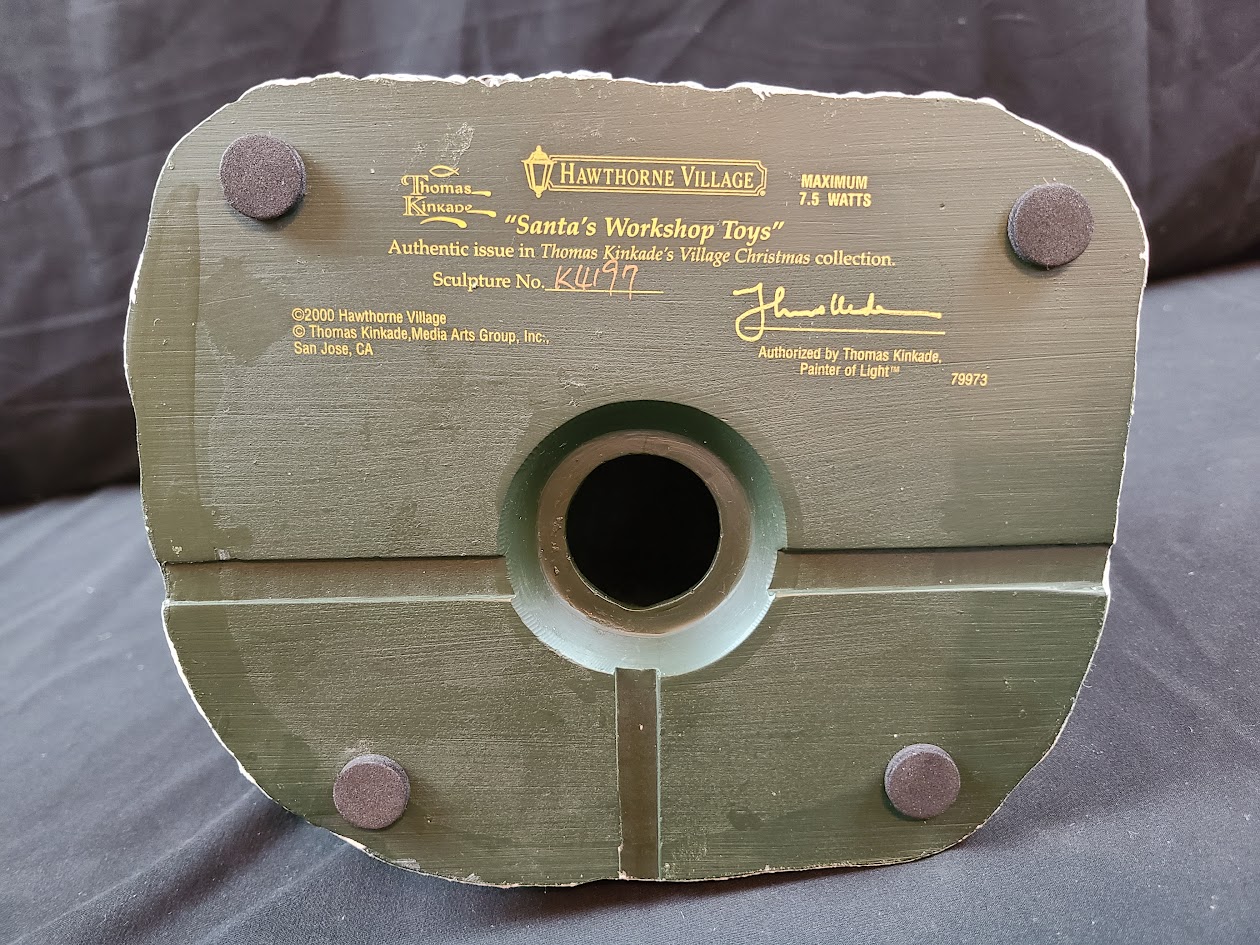 Thomas
Kinkade
HAWTHORNE VILLAGE
MAXIMUM
7.5 WATTS
"Santa's Workshop Toys"
Authentic issue in Thomas Kinkade's Village Christmas collection.
Sculpture No. K4197
©2000 Hawthorne Village
© Thomas Kinkade,Media Arts Group, Inc.,
San Jose, CA
Authorized by Thomas Kinkade,
Painter of Light™
79973